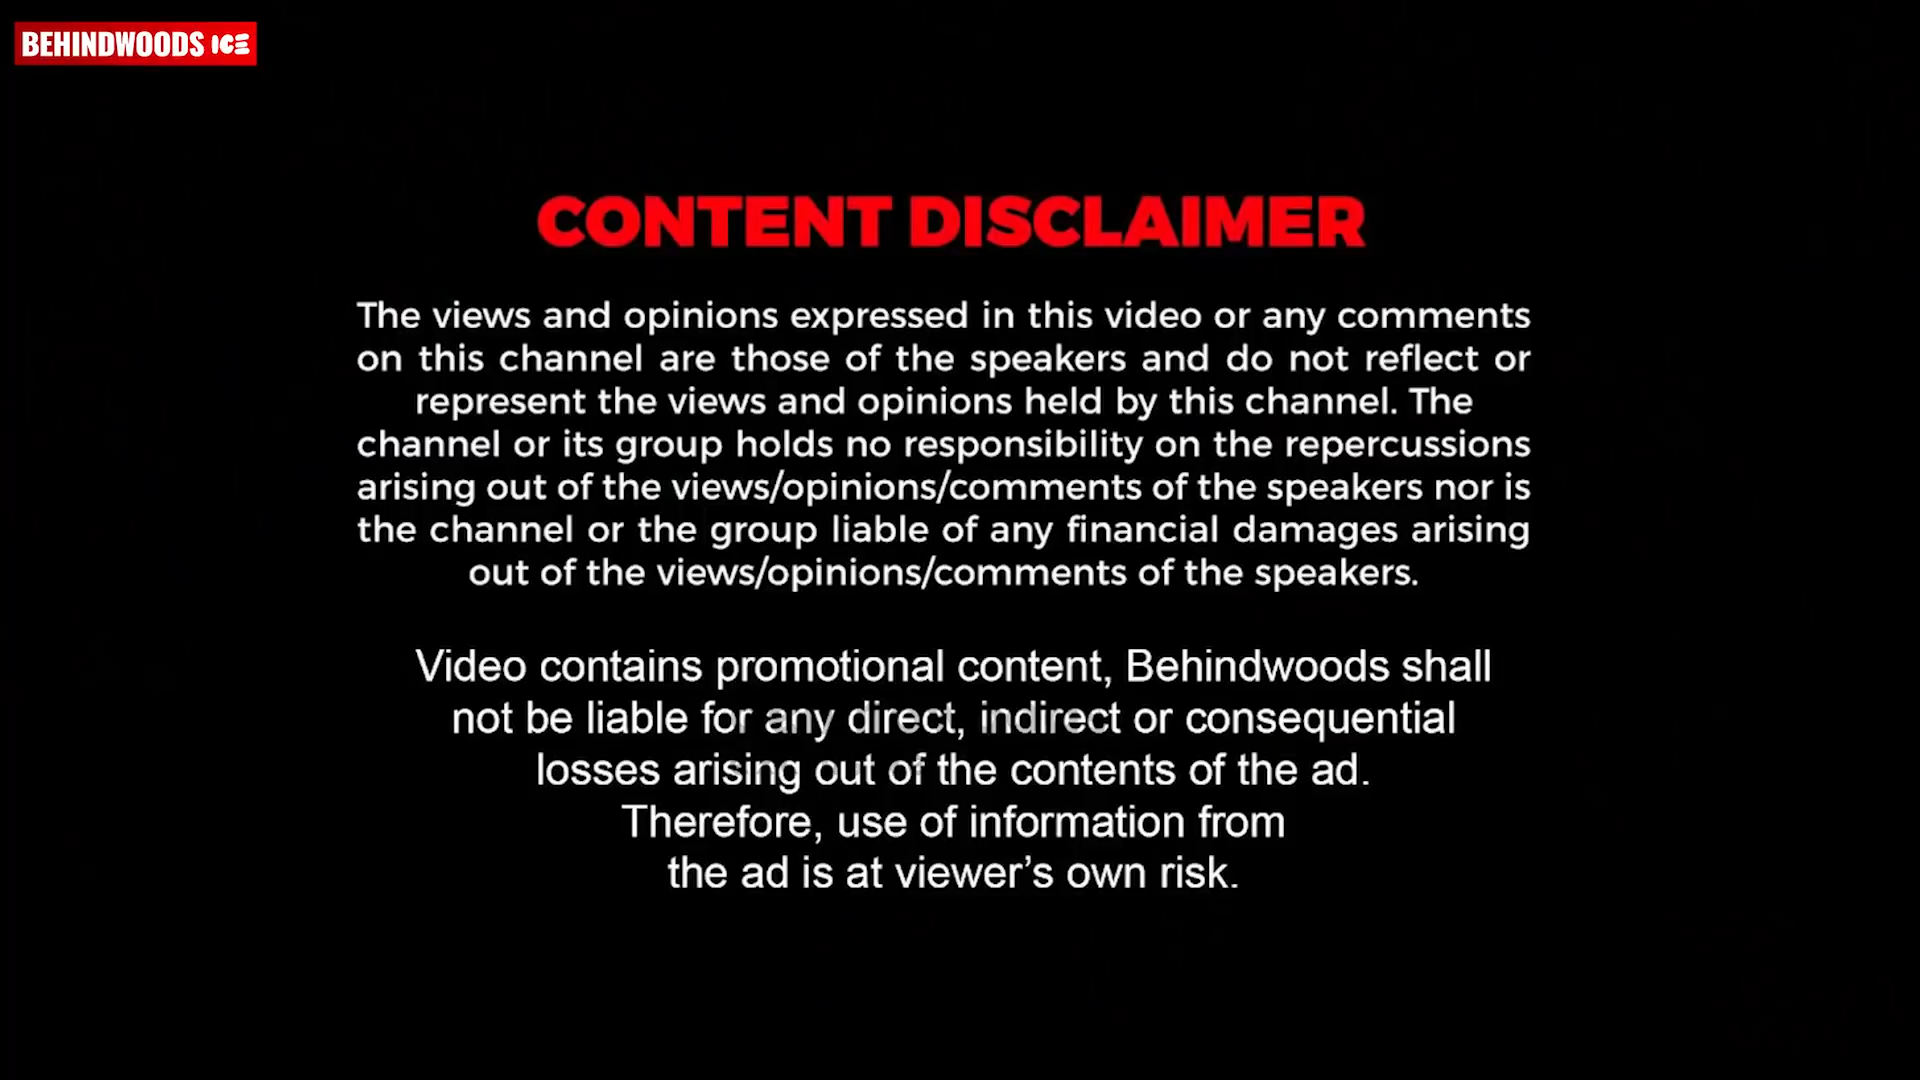 BEHINDWOODS ICE
CONTENT DISCLAIMER
The views and opinions expressed in this video or any comments
on this channel are those of the speakers and do not reflect or
represent the views and opinions held by this channel. The
channel or its group holds no responsibility on the repercussions
arising out of the views/opinions/comments of the speakers nor is
the channel or the group liable of any financial damages arising
out of the views/opinions/comments of the speakers.
Video contains promotional content, Behindwoods shall
not be liable for any direct, indirect or consequential
losses arising out of the contents of the ad.
Therefore, use of information from
the ad is at viewer’s own risk.